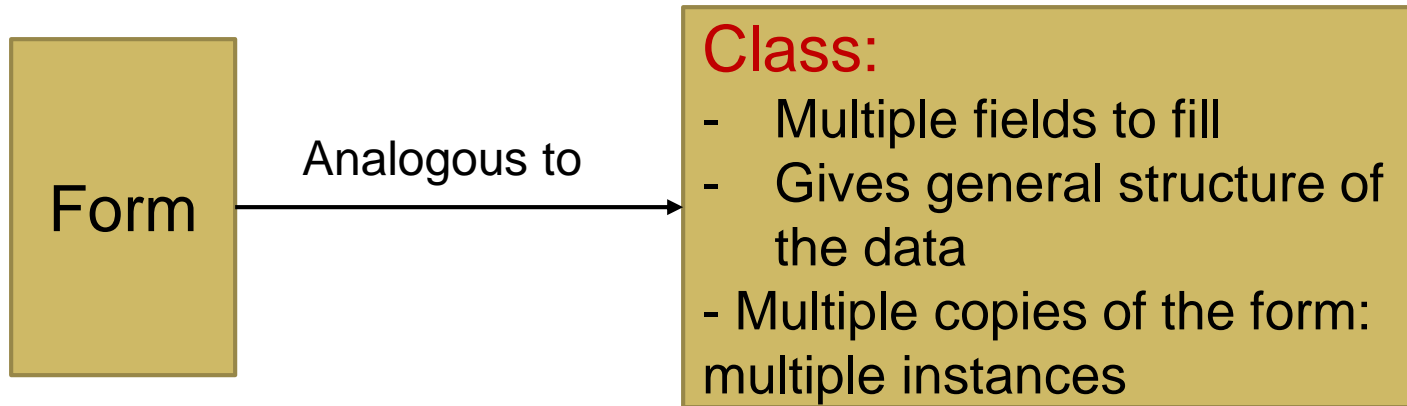 Form
Analogous to
Class:
- Multiple fields to fill
- Gives general structure of
the data
- Multiple copies of the form:
multiple instances